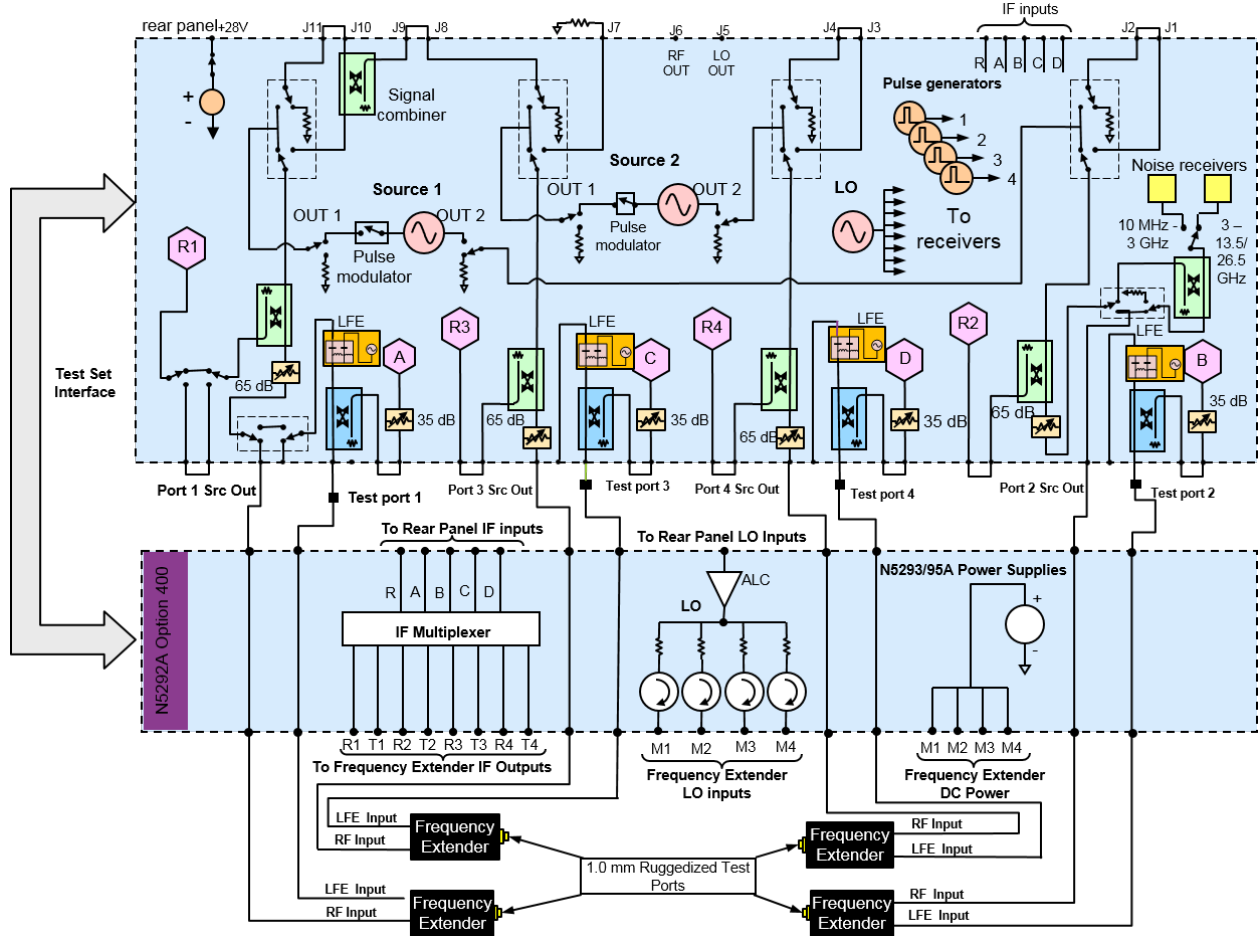 rear panel +28V
J11
J10
J9
J8
J7
J6
J5
J4
J3
IF inputs
J2
J1
RF
OUT
LO
OUT
R
A
B
C
D
+
-
Signal
combiner
Pulse generators
1
2
3
4
Source 2
Source 1
OUT 1
OUT 2
Pulse
modulator
OUT 1
OUT 2
Pulse
modulator
LO
To
receivers
Noise receivers
10 MHz -
3 GHz
3 –
13.5/
26.5
GHz
Test Set
Interface
R1
LFE
A
65 dB
35 dB
R3
LFE
C
65 dB
35 dB
R4
LFE
D
65 dB
35 dB
R2
LFE
B
65 dB
35 dB
Port 1 Src Out
Test port 1
Port 3 Src Out
Test port 3
Port 4 Src Out
Test port 4
Port 2 Src Out
Test port 2
N5292A Option 400
To Rear Panel IF inputs
R
A
B
C
D
IF Multiplexer
R1 T1 R2 T2 R3 T3 R4 T4
To Frequency Extender IF Outputs
To Rear Panel LO Inputs
ALC
LO
M1 M2 M3 M4
Frequency Extender
LO inputs
N5293/95A Power Supplies
+
-
M1 M2 M3 M4
Frequency Extender
DC Power
LFE Input
RF Input
Frequency
Extender
RF Input
LFE Input
Frequency
Extender
1.0 mm Ruggedized Test
Ports
LFE Input
RF Input
Frequency
Extender
RF Input
LFE Input
Frequency
Extender